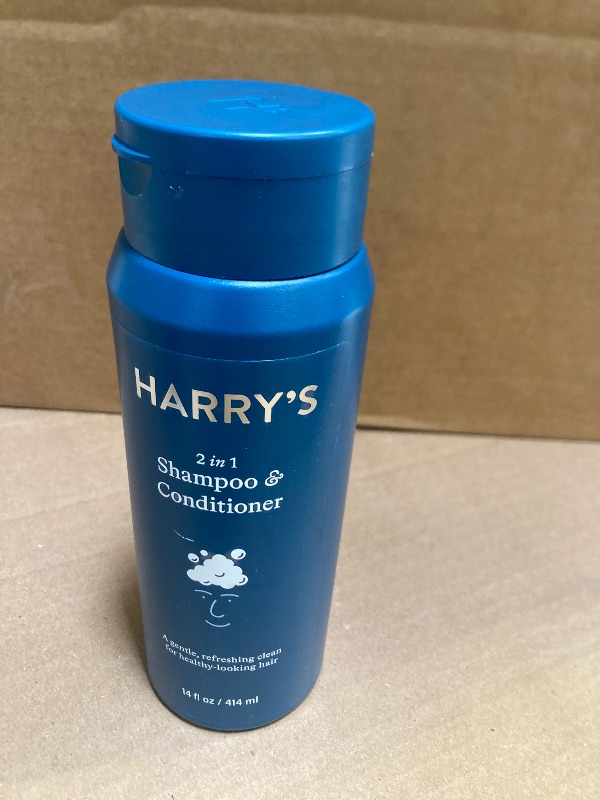 HARRY'S
2 in 1
Shampoo &
Conditioner
A gentle, refreshing clean
for healthy-looking hair
14 fl oz / 414 ml